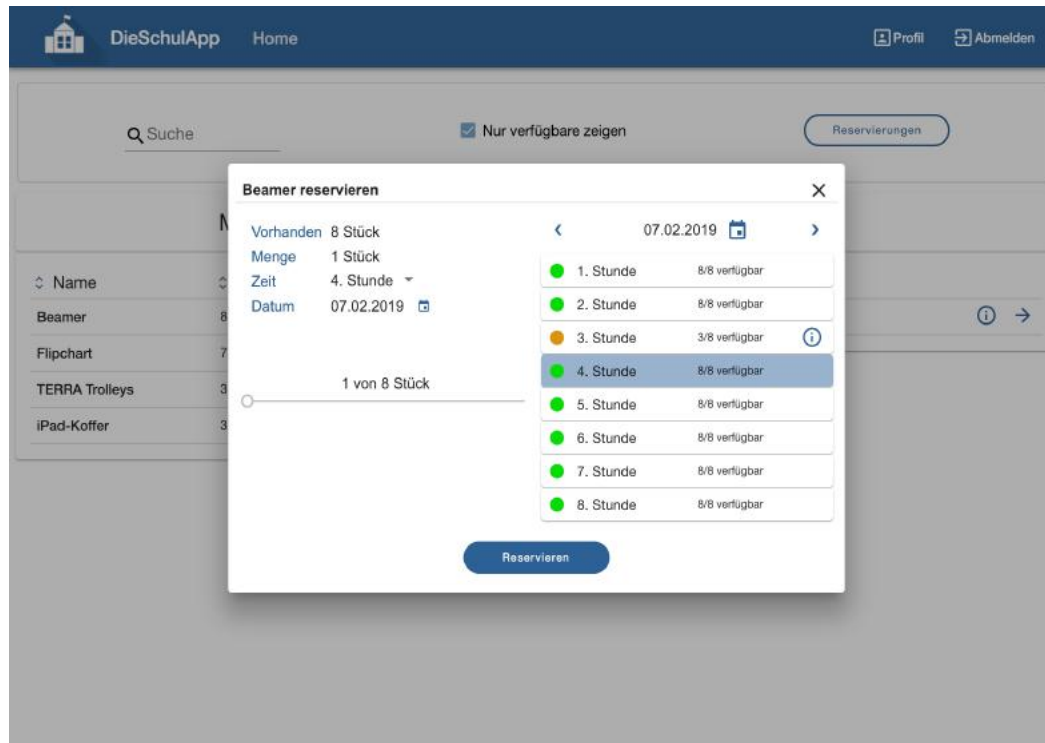 DieSchulApp Home Profil Abmelden
Suche Nur verfügbare zeigen Reservierungen
Beamer reservieren
Vorhanden 8 Stück
Menge 1 Stück
Zeit 4. Stunde
Datum 07.02.2019
1 von 8 Stück
07.02.2019
1. Stunde 8/8 verfügbar
2. Stunde 8/8 verfügbar
3. Stunde 3/8 verfügbar
4. Stunde 8/8 verfügbar
5. Stunde 8/8 verfügbar
6. Stunde 8/8 verfügbar
7. Stunde 8/8 verfügbar
8. Stunde 8/8 verfügbar
Reservieren
Name
Beamer 8
Flipchart 7
TERRA Trolleys 3
iPad-Koffer 3